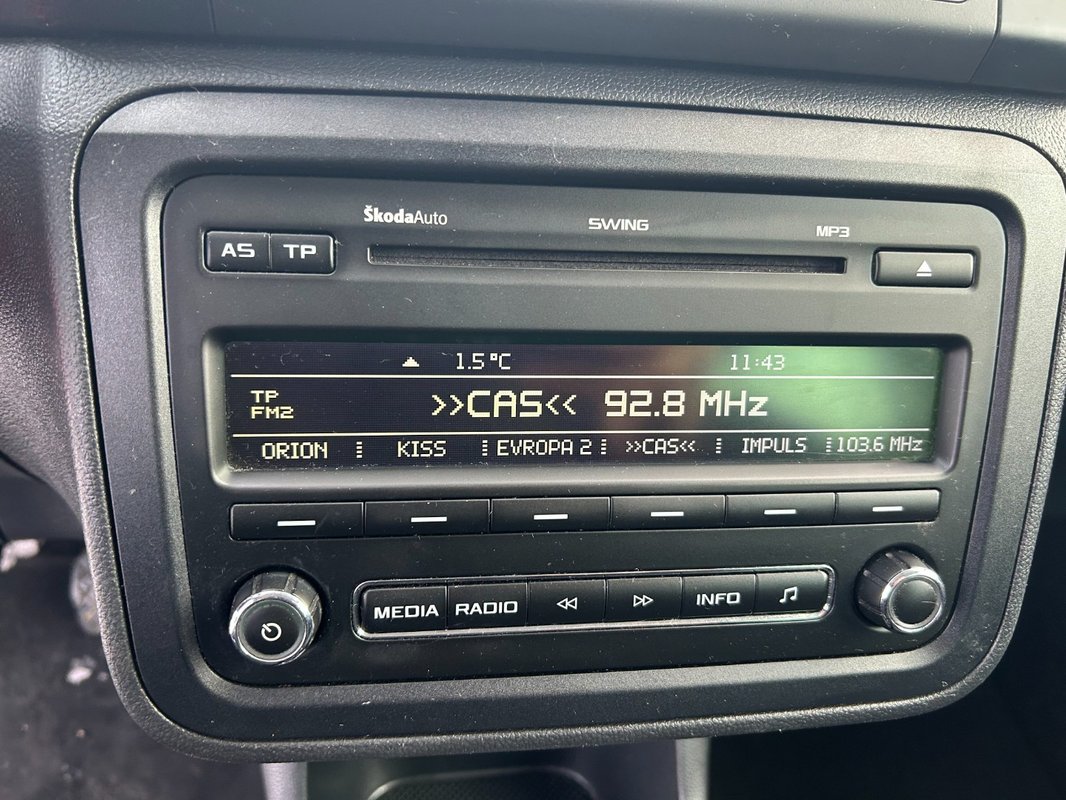 ŠkodaAuto SWING MP3
AS TP
1.5 °C 11:43
TP
FM2
>>CAS<< 92.8 MHz
ORION KISS EVROPA 2 >>CAS<< IMPULS 103.6 MHz
MEDIA RADIO INFO